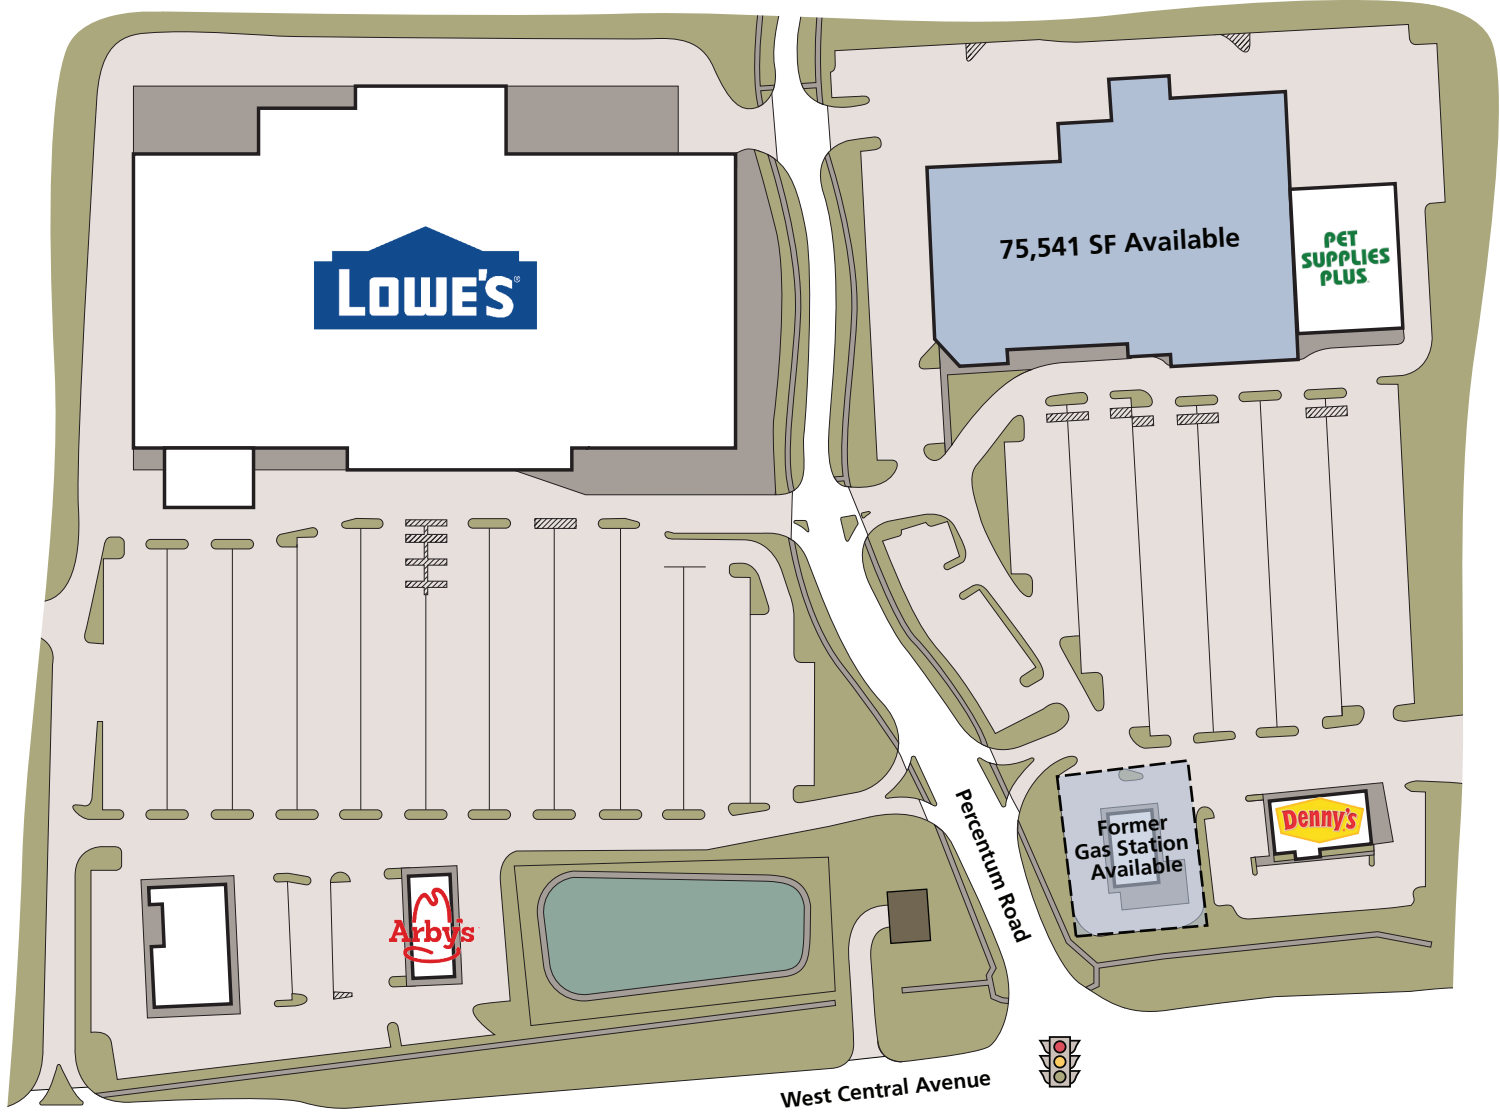 75,541 SF Available
PET
SUPPLIES
PLUS
LOWE'S®
Percentum Road
Former
Gas Station
Available
Denny's
Arby's
West Central Avenue